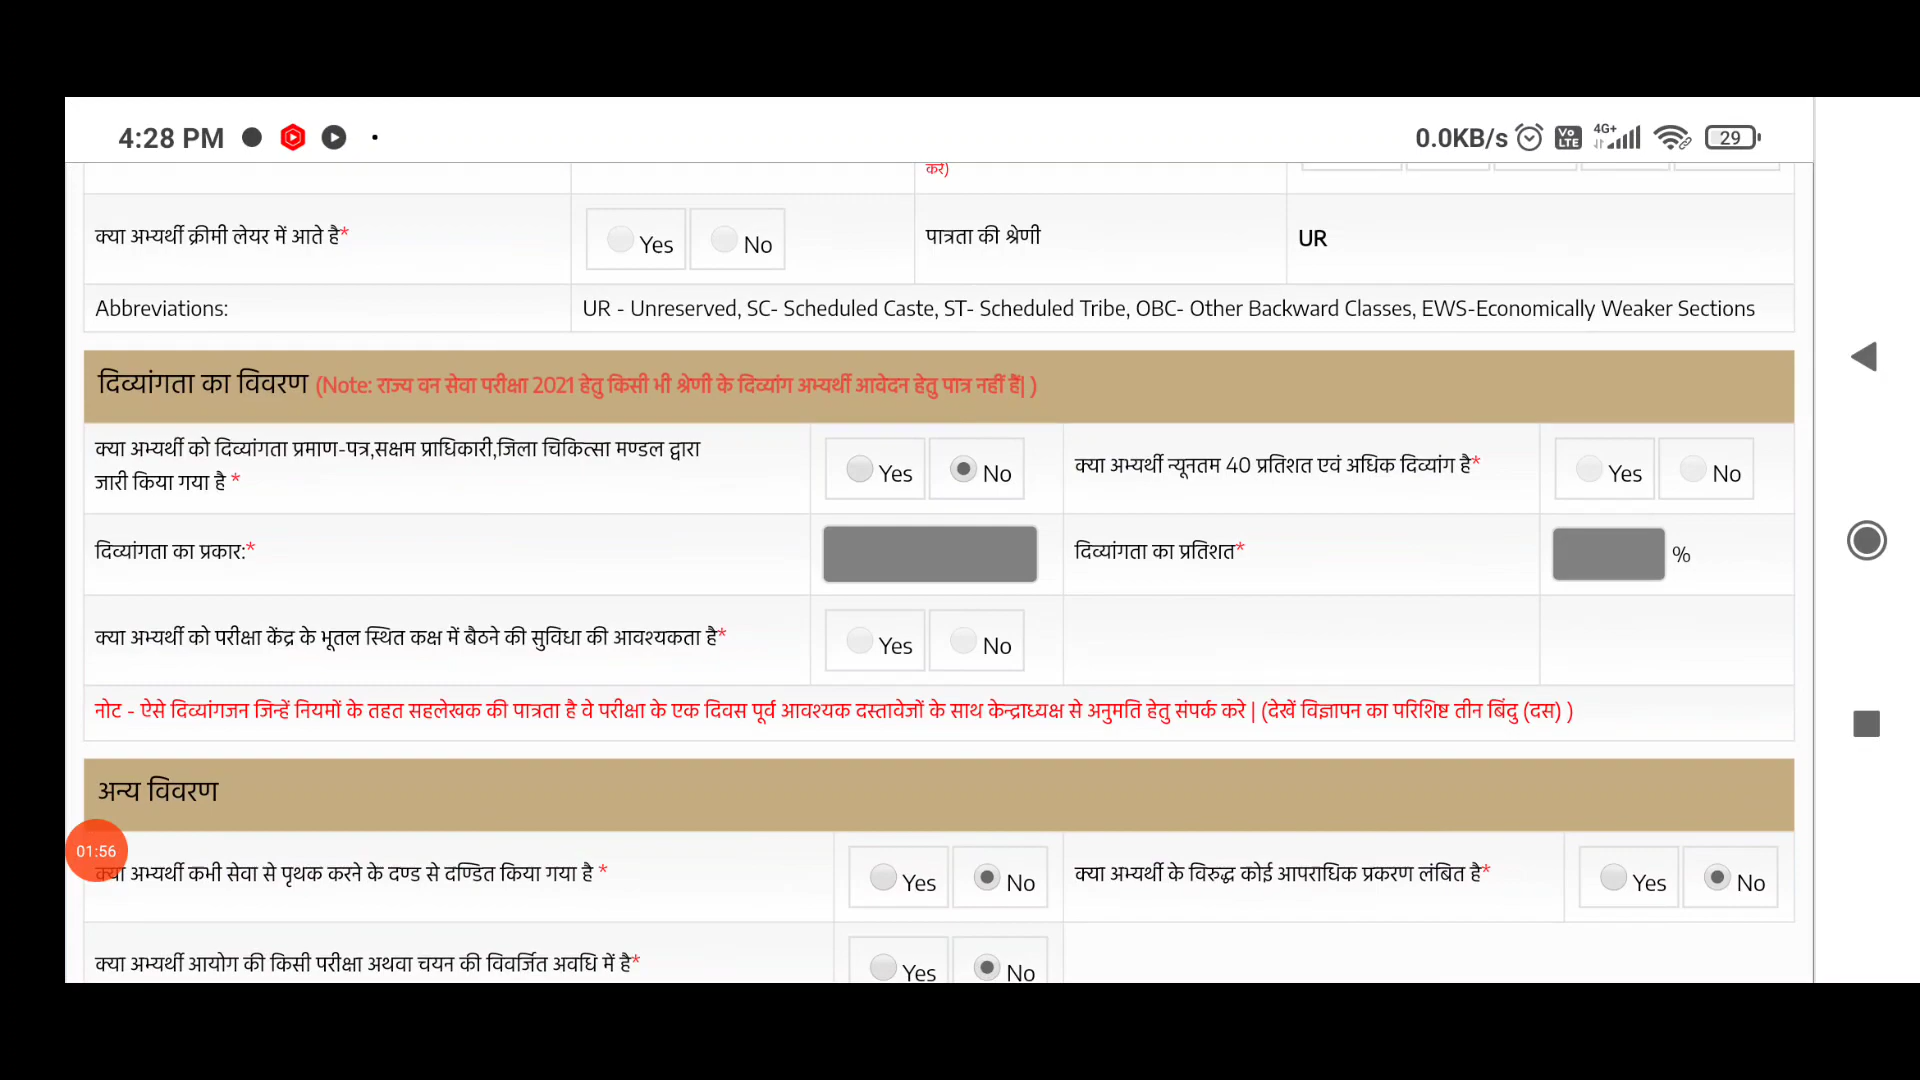 4:28 PM
0.0KB/s
Vo LTE
4G+
29
करें)
क्या अभ्यर्थी क्रीमी लेयर में आते है*
Yes
No
पात्रता की श्रेणी
UR
Abbreviations:
UR - Unreserved, SC- Scheduled Caste, ST- Scheduled Tribe, OBC- Other Backward Classes, EWS-Economically Weaker Sections
दिव्यांगता का विवरण (Note: राज्य वन सेवा परीक्षा 2021 हेतु किसी भी श्रेणी के दिव्यांग अभ्यर्थी आवेदन हेतु पात्र नहीं हैं| )
क्या अभ्यर्थी को दिव्यांगता प्रमाण-पत्र,सक्षम प्राधिकारी,जिला चिकित्सा मण्डल द्वारा
जारी किया गया है *
Yes
No
क्या अभ्यर्थी न्यूनतम 40 प्रतिशत एवं अधिक दिव्यांग है*
Yes
No
दिव्यांगता का प्रकार:*
दिव्यांगता का प्रतिशत*
%
क्या अभ्यर्थी को परीक्षा केंद्र के भूतल स्थित कक्ष में बैठने की सुविधा की आवश्यकता है*
Yes
No
नोट - ऐसे दिव्यांगजन जिन्हें नियमों के तहत सहलेखक की पात्रता है वे परीक्षा के एक दिवस पूर्व आवश्यक दस्तावेजों के साथ केन्द्राध्यक्ष से अनुमति हेतु संपर्क करे | (देखें विज्ञापन का परिशिष्ट तीन बिंदु (दस) )
अन्य विवरण
01:56
क्या अभ्यर्थी कभी सेवा से पृथक करने के दण्ड से दण्डित किया गया है *
Yes
No
क्या अभ्यर्थी के विरुद्ध कोई आपराधिक प्रकरण लंबित है*
Yes
No
क्या अभ्यर्थी आयोग की किसी परीक्षा अथवा चयन की विवर्जित अवधि में है*
Yes
No